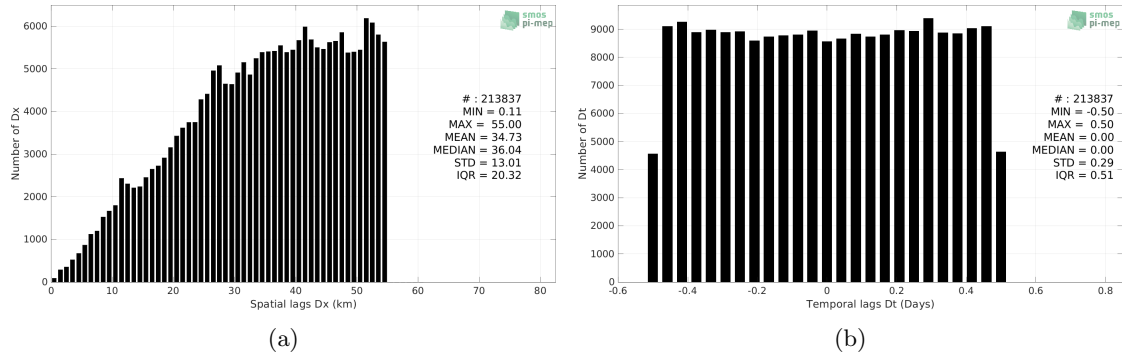 6000
5000
4000
3000
2000
1000
0
Number of Dx
0 10 20 30 40 50 60 70 80
Spatial lags Dx (km)
smos
pi-mep
# : 213837
MIN = 0.11
MAX = 55.00
MEAN = 34.73
MEDIAN = 36.04
STD = 13.01
IQR = 20.32
(a)
9000
8000
7000
6000
5000
4000
3000
2000
1000
0
Number of Dt
-0.6 -0.4 -0.2 0 0.2 0.4 0.6 0.8
Temporal lags Dt (Days)
smos
pi-mep
# : 213837
MIN = -0.50
MAX = 0.50
MEAN = 0.00
MEDIAN = 0.00
STD = 0.29
IQR = 0.51
(b)